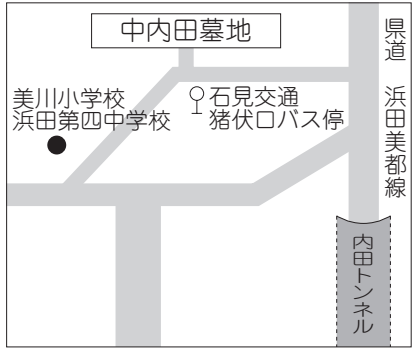 中内田墓地
美川小学校
浜田第四中学校
石見交通
猪伏口バス停
県道 浜田美都線
内田トンネル